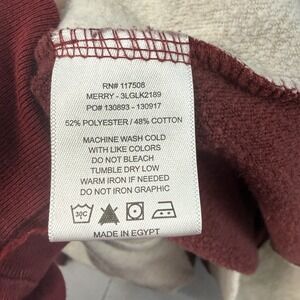 RN# 117508
MERRY - 3LGLK2189
PO# 130893 - 130917
52% POLYESTER / 48% COTTON
MACHINE WASH COLD
WITH LIKE COLORS
DO NOT BLEACH
TUMBLE DRY LOW
WARM IRON IF NEEDED
DO NOT IRON GRAPHIC
30C
MADE IN EGYPT